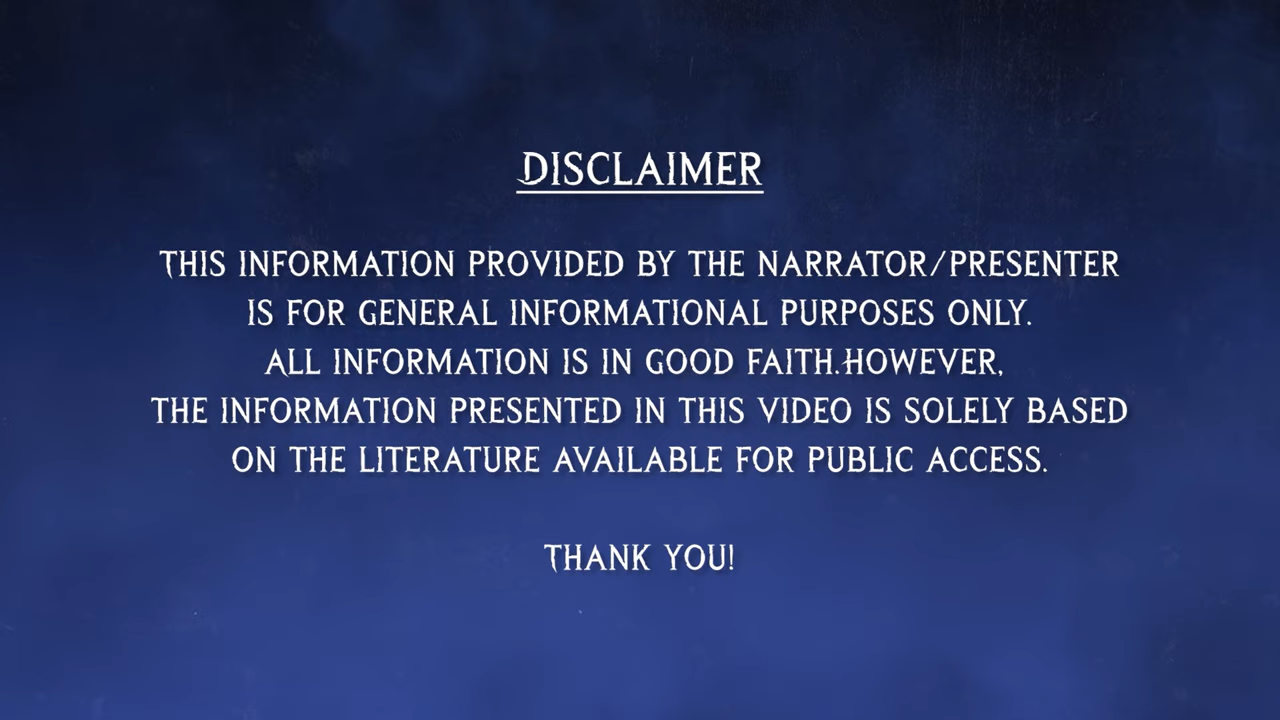 DISCLAIMER
THIS INFORMATION PROVIDED BY THE NARRATOR/PRESENTER
IS FOR GENERAL INFORMATIONAL PURPOSES ONLY.
ALL INFORMATION IS IN GOOD FAITH.HOWEVER,
THE INFORMATION PRESENTED IN THIS VIDEO IS SOLELY BASED
ON THE LITERATURE AVAILABLE FOR PUBLIC ACCESS.
THANK YOU!